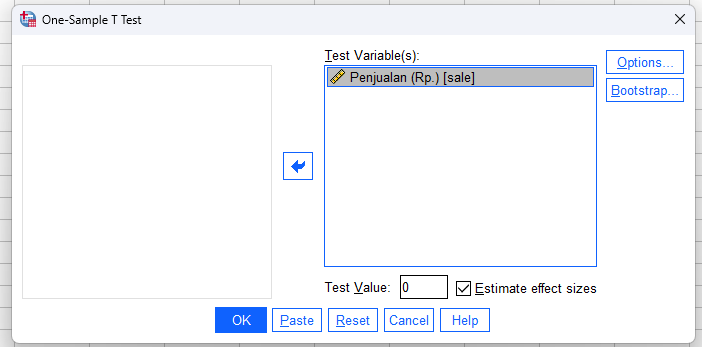 One-Sample T Test
Test Variable(s):
Penjualan (Rp.) [sale]
Options...
Bootstrap...
Test Value: 0
Estimate effect sizes
OK
Paste
Reset
Cancel
Help